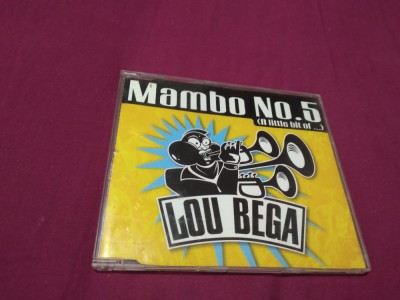 Mambo No.5
(A little bit of ...)
LOU BEGA